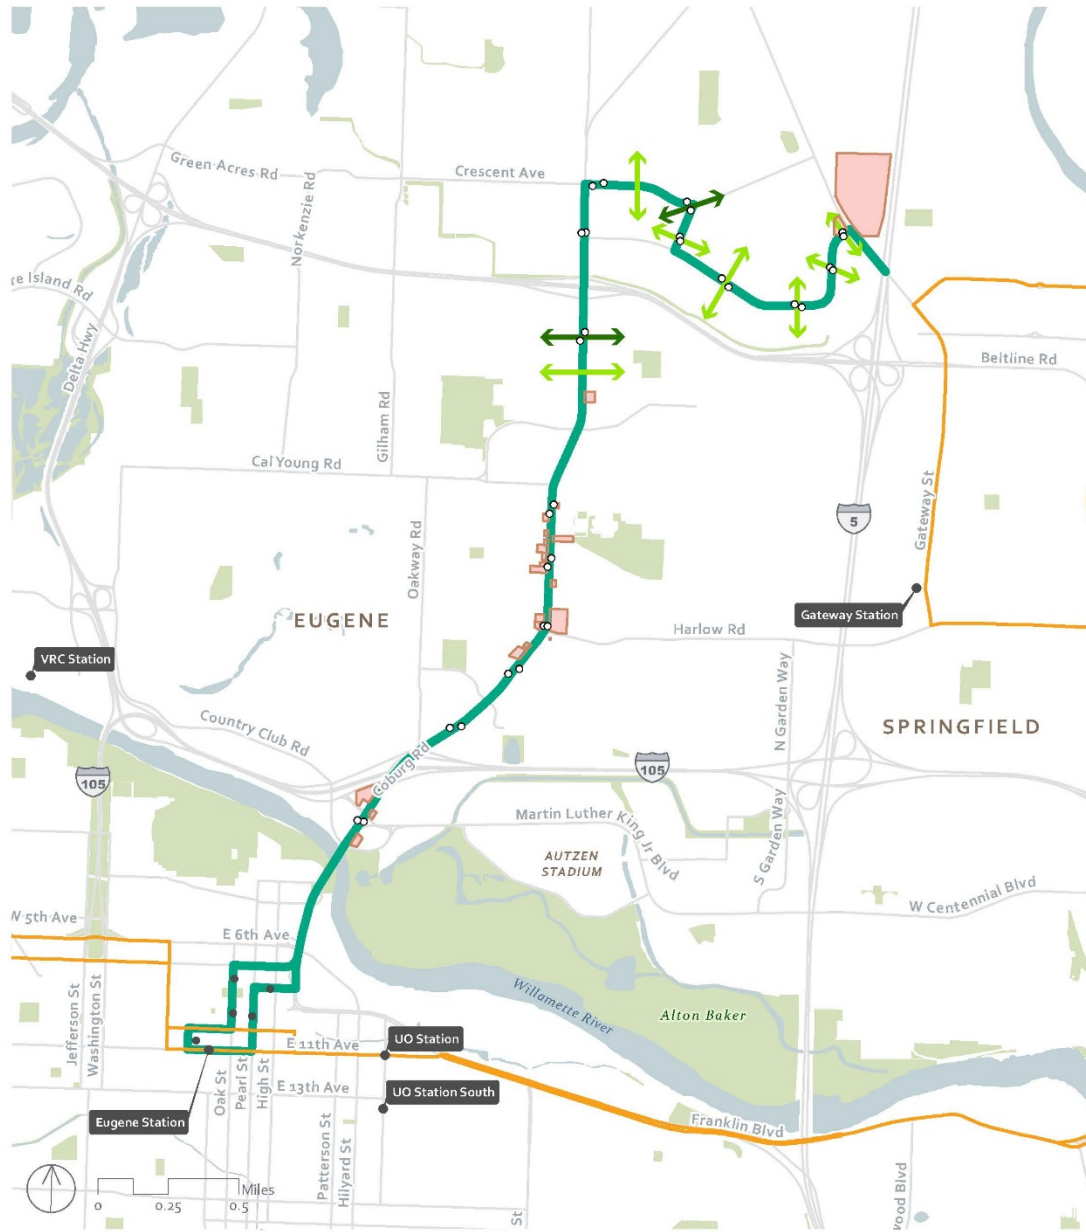 Green Acres Rd
Crescent Ave
Norkenzie Rd
re Island Rd
Delta Hwy
Beltline Rd
Gilham Rd
Cal Young Rd
Oakway Rd
5
Gateway St
EUGENE
Gateway Station
Harlow Rd
VRC Station
N Garden Way
SPRINGFIELD
Country Club Rd
Coburg Rd
105
105
Martin Luther King Jr Blvd
S Garden Way
AUTZEN
STADIUM
W Centennial Blvd
W 5th Ave
E 6th Ave
Willamette River
Alton Baker
Jefferson St
Washington St
E 11th Ave
UO Station
Oak St
Pearl St
High St
E 13th Ave
UO Station South
Eugene Station
Franklin Blvd
Patterson St
Hilyard St
wood Blvd
St
Miles
0 0.25 0.5